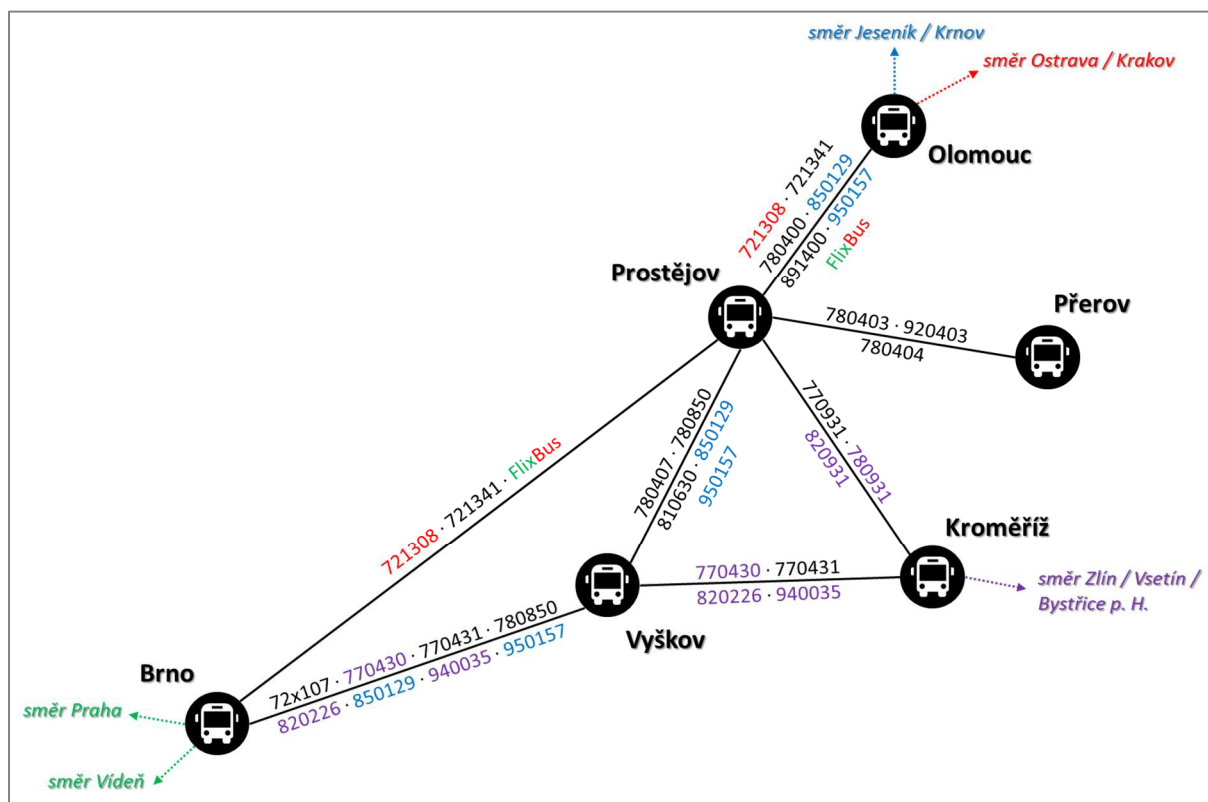 směr Jeseník / Krnov
směr Ostrava / Krakov
Olomouc
721308 · 721341
780400 · 850129
891400 · 950157
FlixBus
Prostějov
Přerov
780403 · 920403
780404
770931 · 780931
820931
780407 · 780850
810630 · 850129
950157
721308 · 721341 · FlixBus
Kroměříž
770430 · 770431
820226 · 940035
směr Zlín / Vsetín /
Bystřice p. H.
Vyškov
72x107 · 770430 · 770431 · 780850
820226 · 850129 · 940035 · 950157
Brno
směr Praha
směr Vídeň